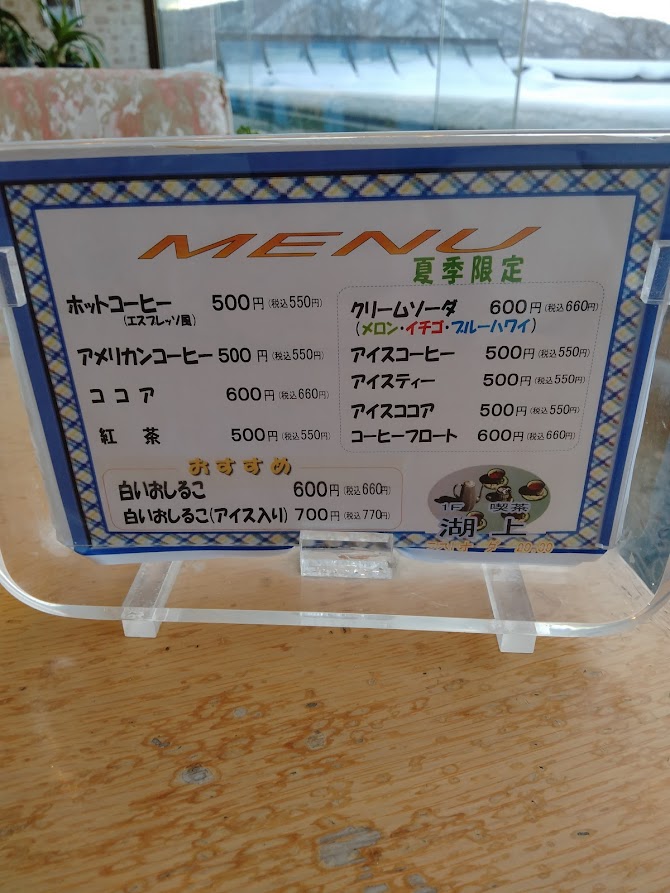 MENU
夏季限定
ホットコーヒー 500円(税込550円)
(エスプレッソ風)
アメリカンコーヒー 500円(税込550円)
ココア 600円(税込660円)
紅茶 500円(税込550円)
クリームソーダ 600円(税込660円)
(メロン・イチゴ・ブルーハワイ)
アイスコーヒー 500円(税込550円)
アイスティー 500円(税込550円)
アイスココア 500円(税込550円)
コーヒーフロート 600円(税込660円)
おすすめ
白いおしるこ 600円(税込660円)
白いおしるこ(アイス入り) 700円(税込770円)
1F 喫茶
湖上